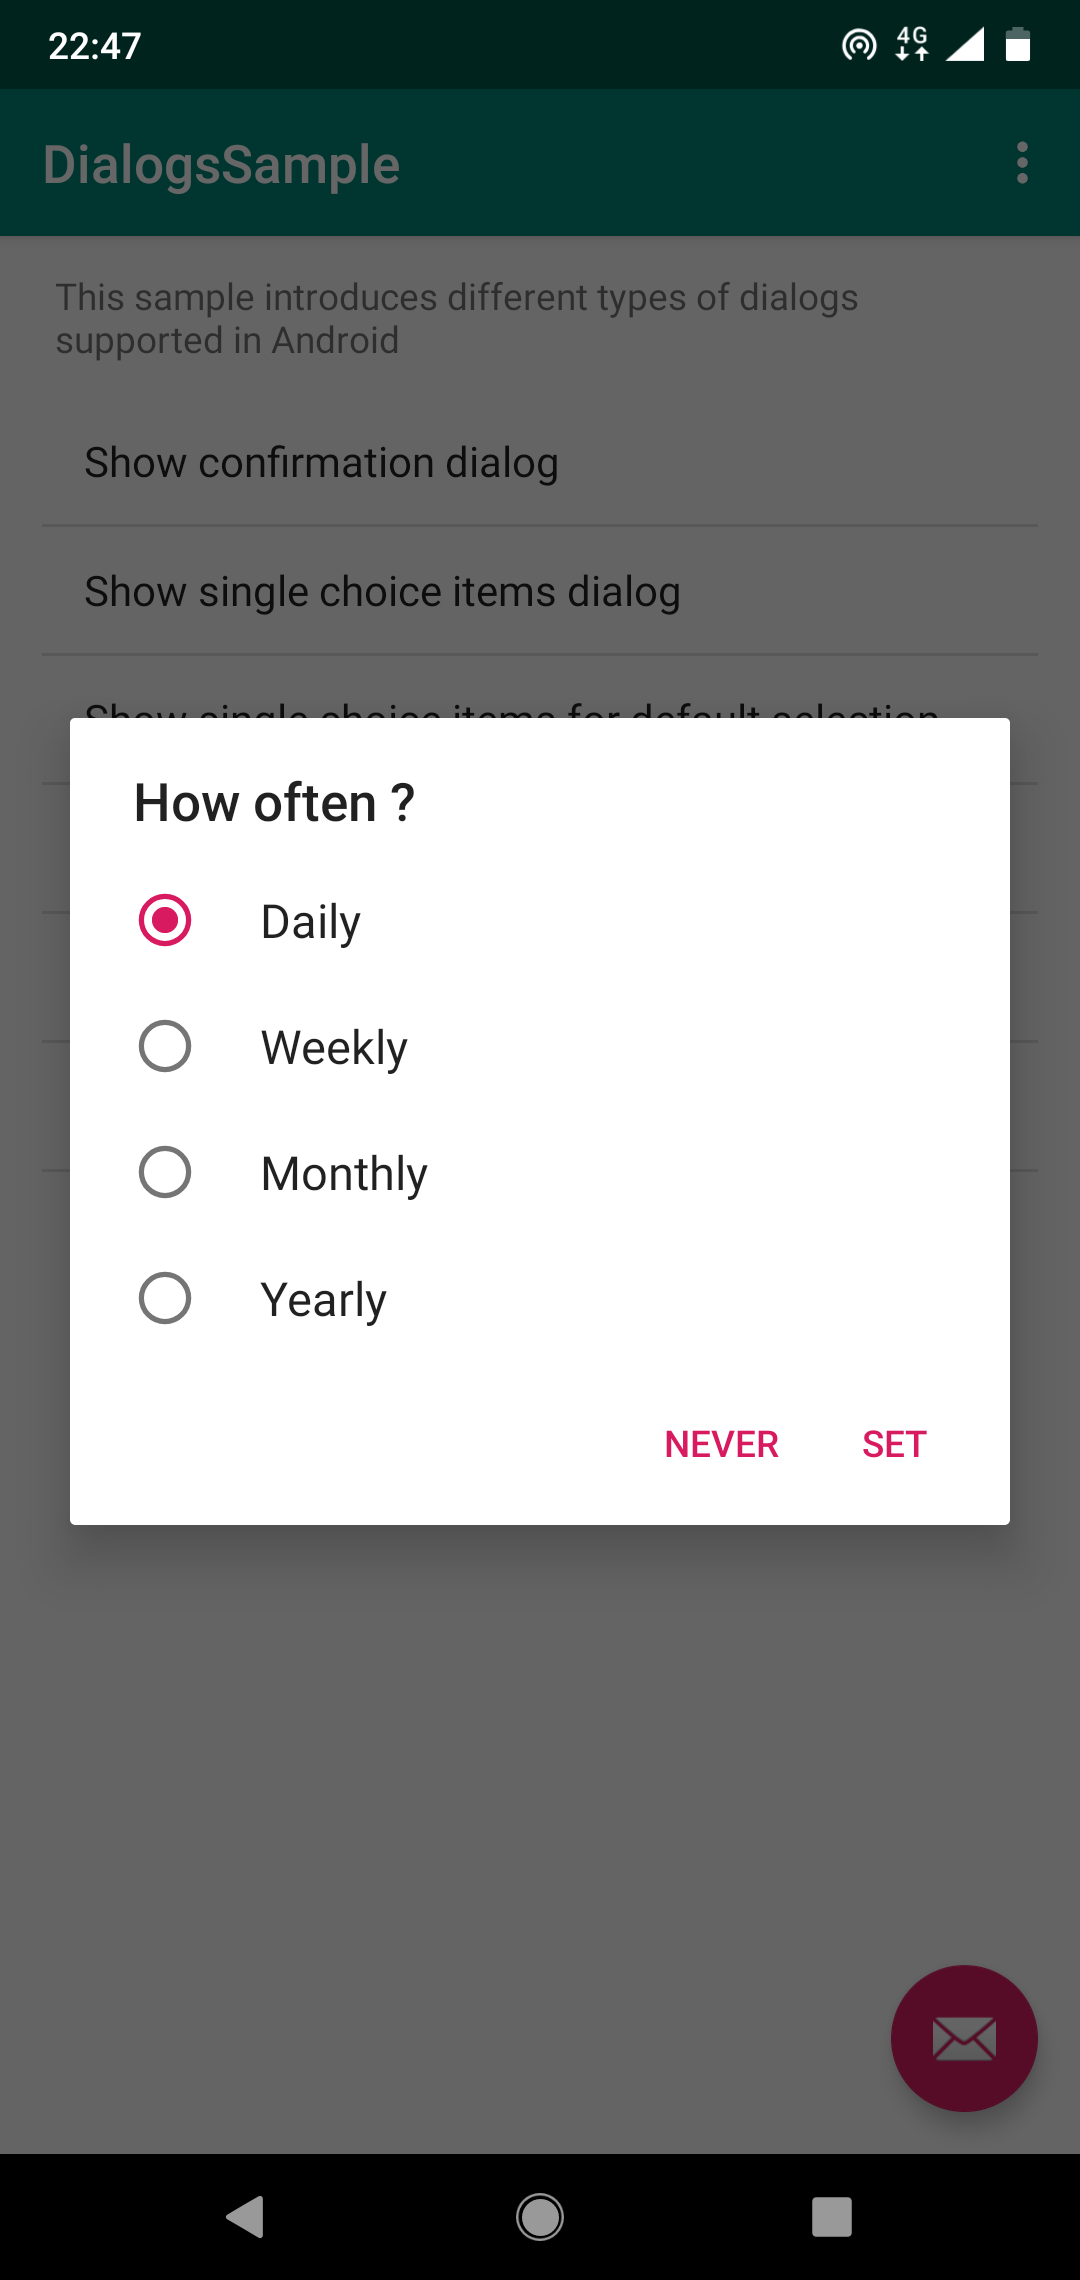 22:47
4G
DialogsSample
This sample introduces different types of dialogs
supported in Android
Show confirmation dialog
Show single choice items dialog
Show single choice items for default selection
How often ?
Daily
Weekly
Monthly
Yearly
NEVER
SET